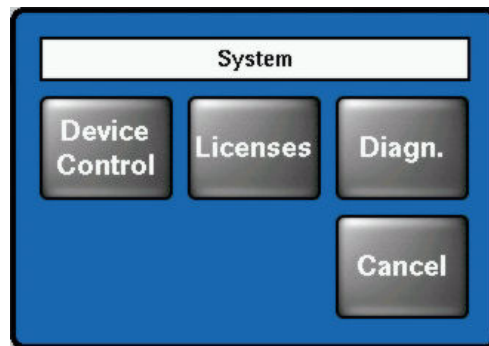 System
Device
Control
Licenses
Diagn.
Cancel